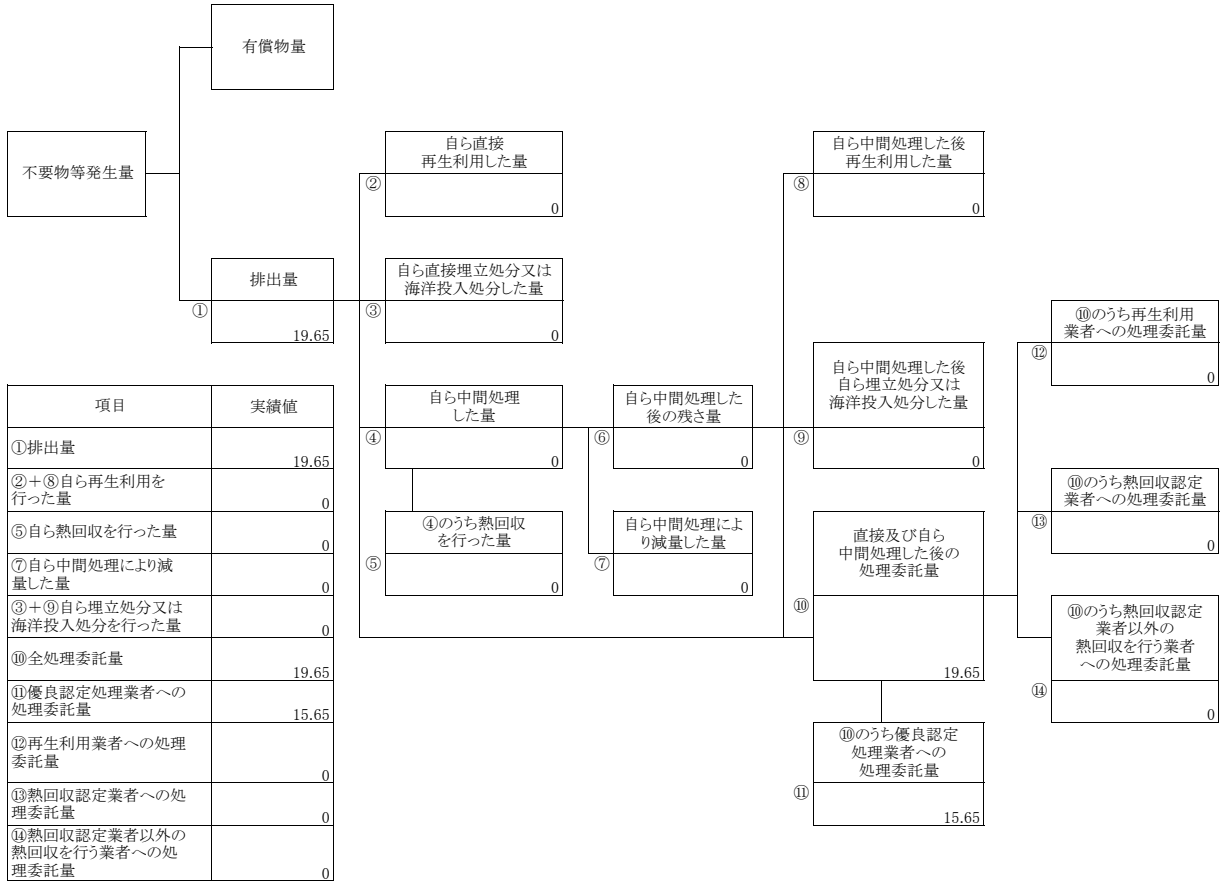 有償物量
不要物等発生量
自ら直接
再生利用した量
②
0
自ら中間処理した後
再生利用した量
⑧
0
排出量
①
19.65
自ら直接埋立処分又は
海洋投入処分した量
③
0
⑩のうち再生利用
業者への処理委託量
⑫
0
自ら中間処理した後
自ら埋立処分又は
海洋投入処分した量
⑨
0
自ら中間処理
した量
④
0
自ら中間処理した
後の残さ量
⑥
0
⑩のうち熱回収認定
業者への処理委託量
⑬
0
④のうち熱回収
を行った量
⑤
0
自ら中間処理によ
り減量した量
⑦
0
直接及び自ら
中間処理した後の
処理委託量
⑩
19.65
⑩のうち熱回収認定
業者以外の
熱回収を行う業者
への処理委託量
⑭
0
⑩のうち優良認定
処理業者への
処理委託量
⑪
15.65
項目 実績値
①排出量
19.65
②+⑧自ら再生利用を
行った量
0
⑤自ら熱回収を行った量
0
⑦自ら中間処理により減
量した量
0
③+⑨自ら埋立処分又は
海洋投入処分を行った量
0
⑩全処理委託量
19.65
⑪優良認定処理業者への
処理委託量
15.65
⑫再生利用業者への処理
委託量
0
⑬熱回収認定業者への処
理委託量
0
⑭熱回収認定業者以外の
熱回収を行う業者への処
理委託量
0